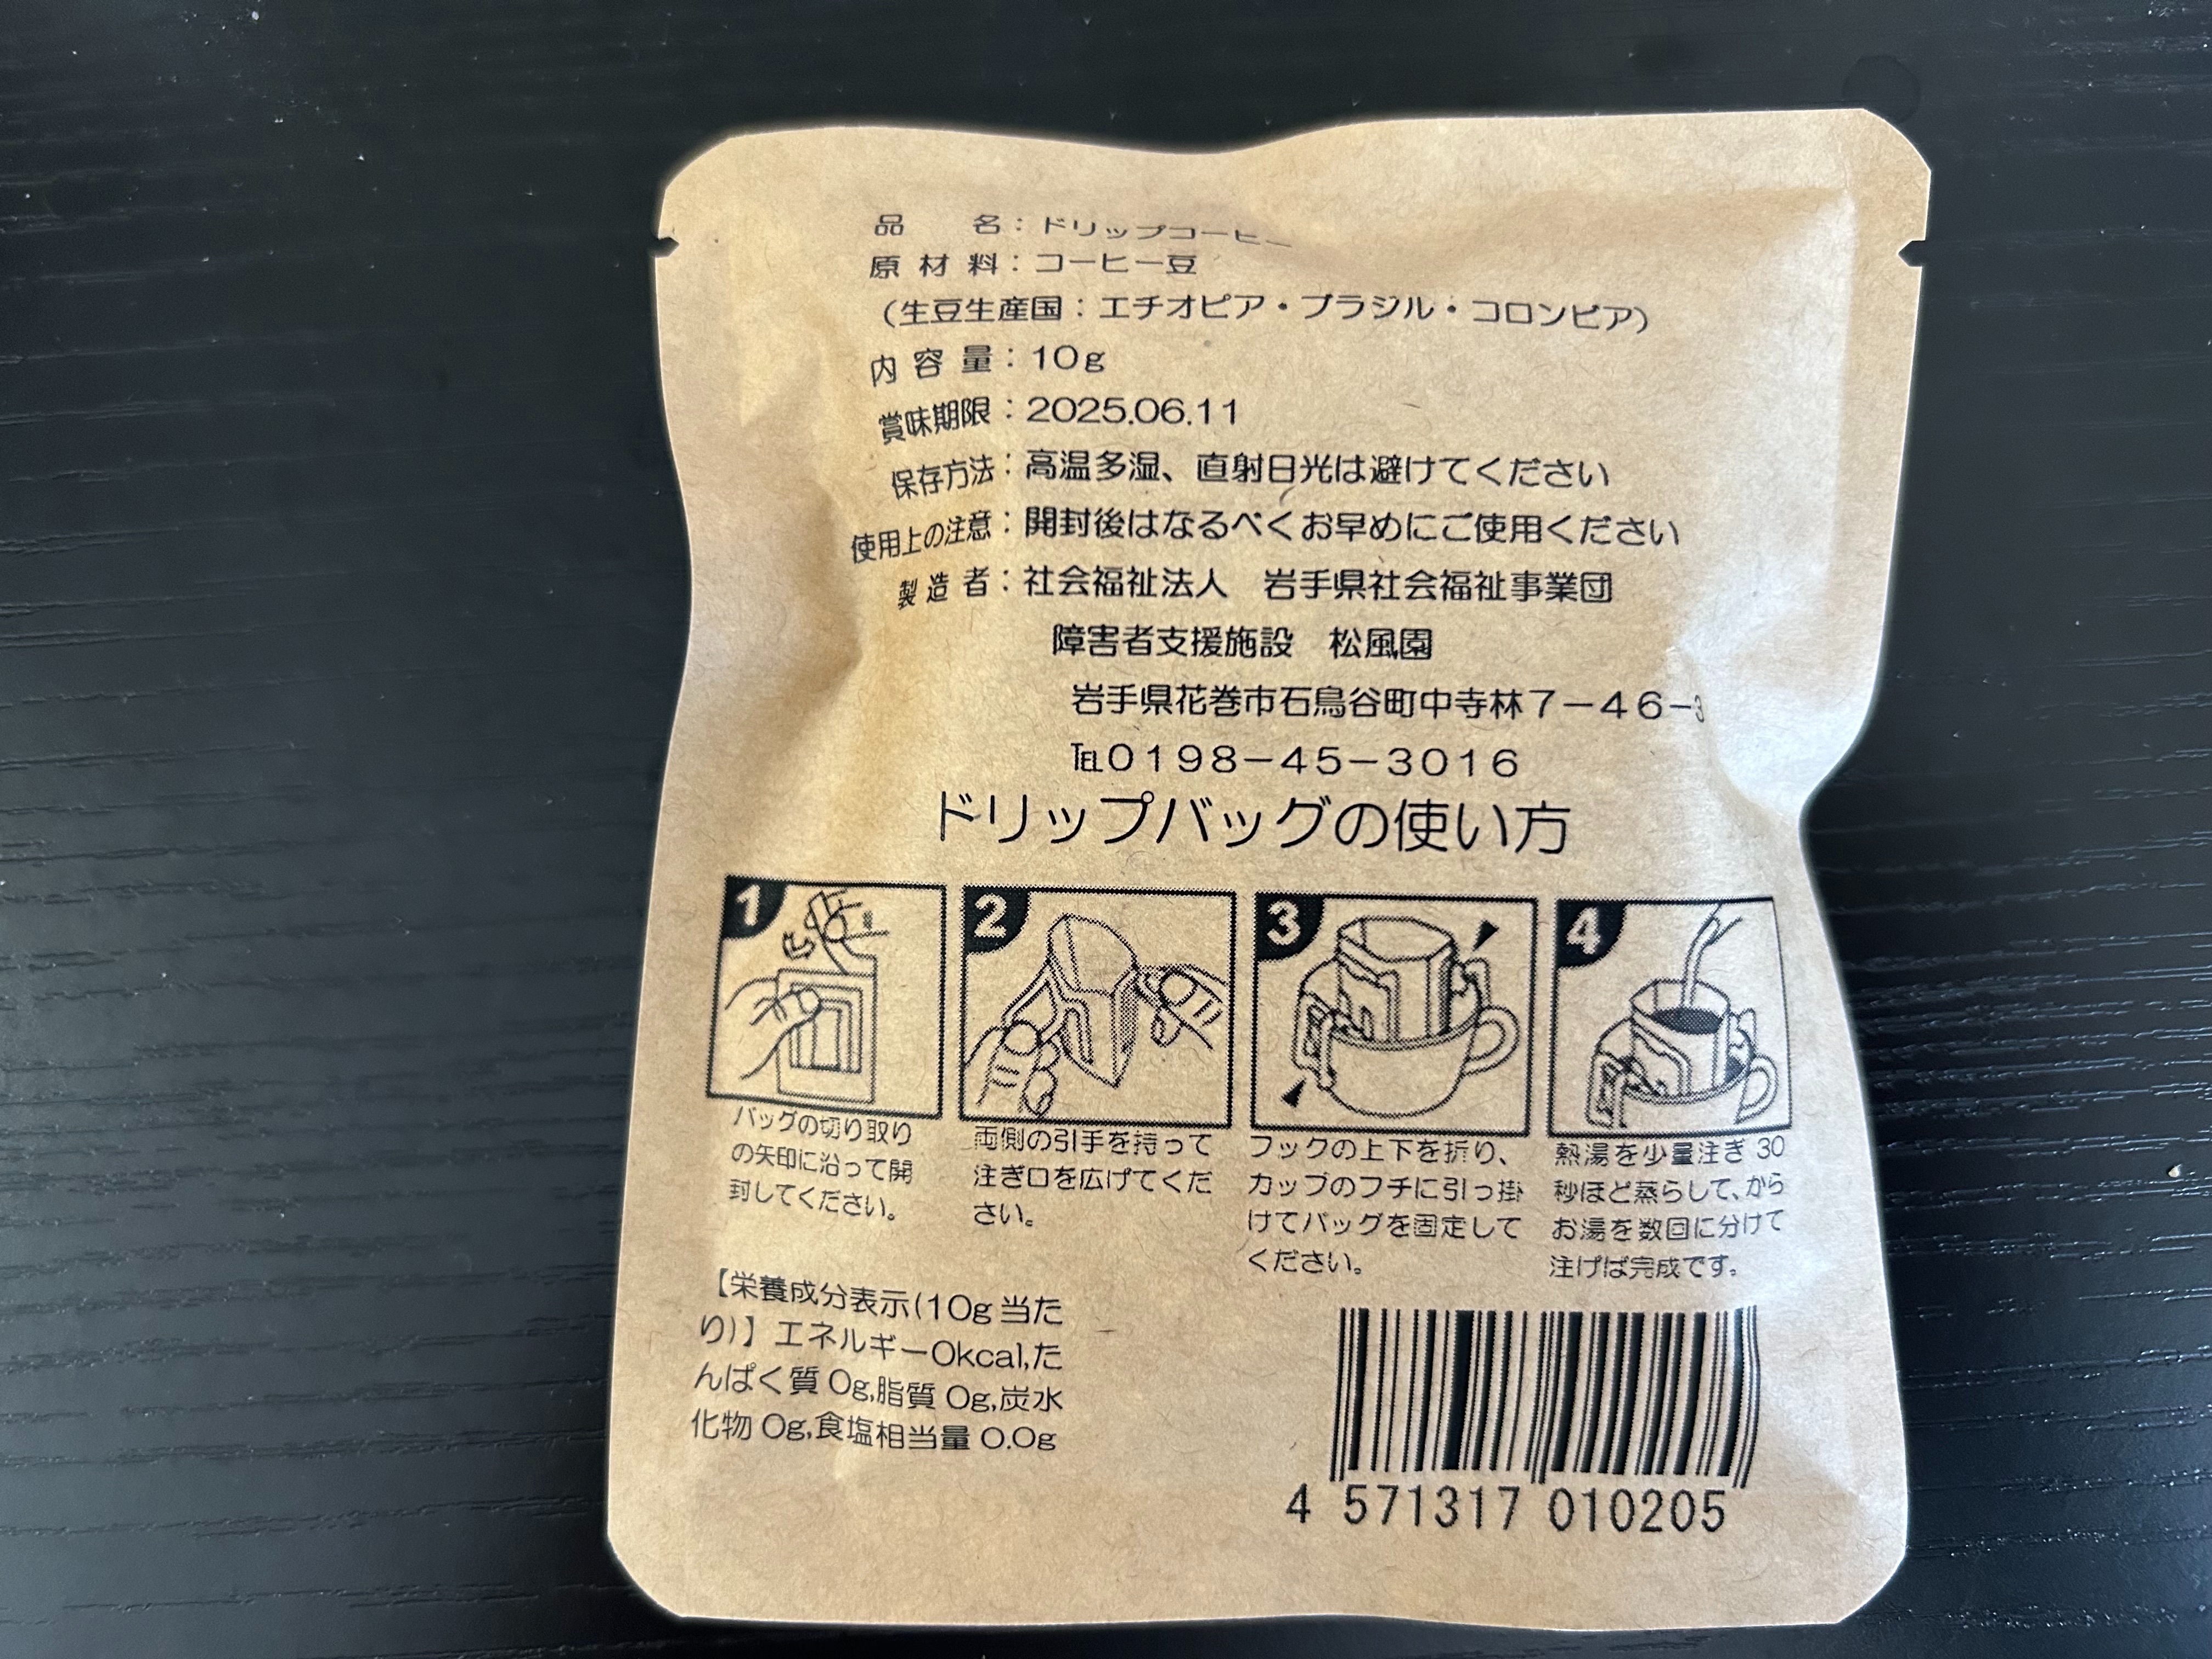 品　名：ドリップコーヒー
原材料：コーヒー豆
（生豆生産国：エチオピア・ブラジル・コロンビア）
内容量：10g
賞味期限：2025.06.11
保存方法：高温多湿、直射日光は避けてください
使用上の注意：開封後はなるべくお早めにご使用ください
製造者：社会福祉法人　岩手県社会福祉事業団
障害者支援施設　松風園
岩手県花巻市石鳥谷町中寺林７－４６－３
℡０１９８－４５－３０１６
ドリップバッグの使い方
1
2
3
4
バッグの切り取り
の矢印に沿って開
封してください。
両側の引手を持って
注ぎ口を広げてくだ
さい。
フックの上下を折り、
カップのフチに引っ掛
けてバッグを固定して
ください。
熱湯を少量注ぎ 30
秒ほど蒸らして、から
お湯を数回に分けて
注げば完成です。
【栄養成分表示(10g 当た
り)】エネルギー0kcal,た
んぱく質 0g,脂質 0g,炭水
化物 0g,食塩相当量 0.0g
4 571317 010205